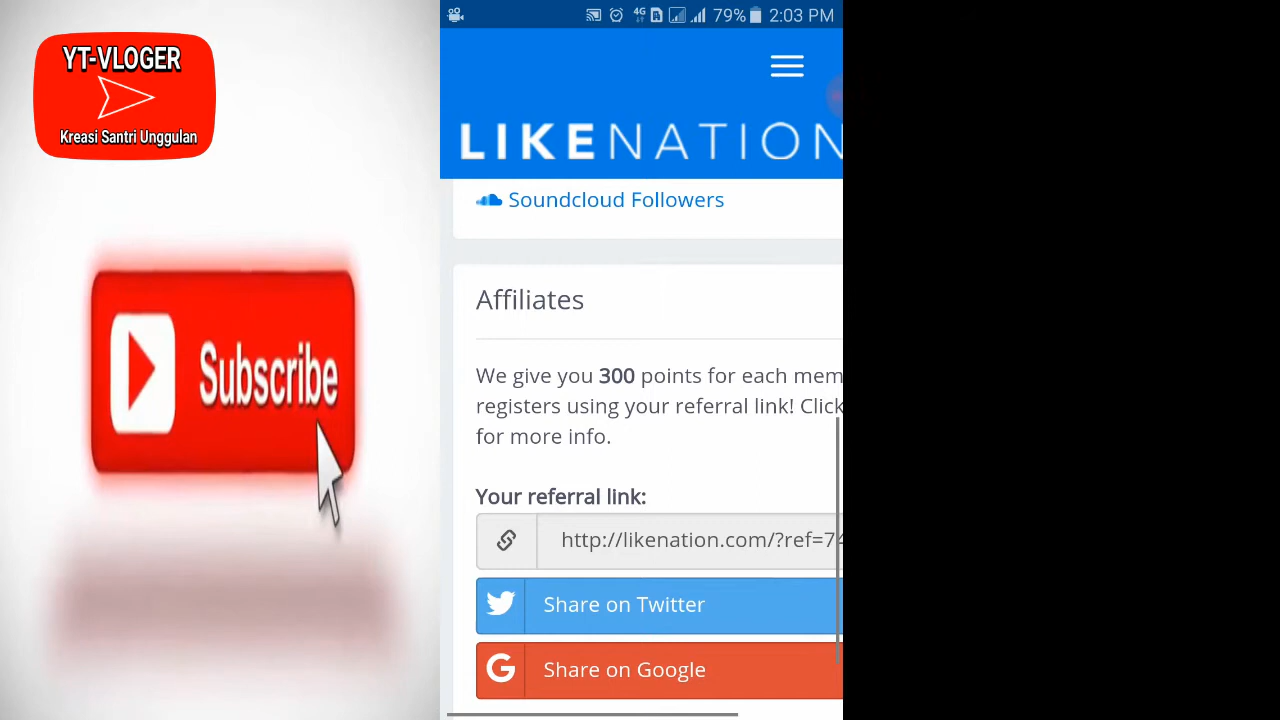 YT-VLOGER
Kreasi Santri Unggulan
Subscribe
4G R 79% 2:03 PM
LIKENATION
Soundcloud Followers
Affiliates
We give you 300 points for each mem
registers using your referral link! Click
for more info.
Your referral link:
http://likenation.com/?ref=74
Share on Twitter
G Share on Google